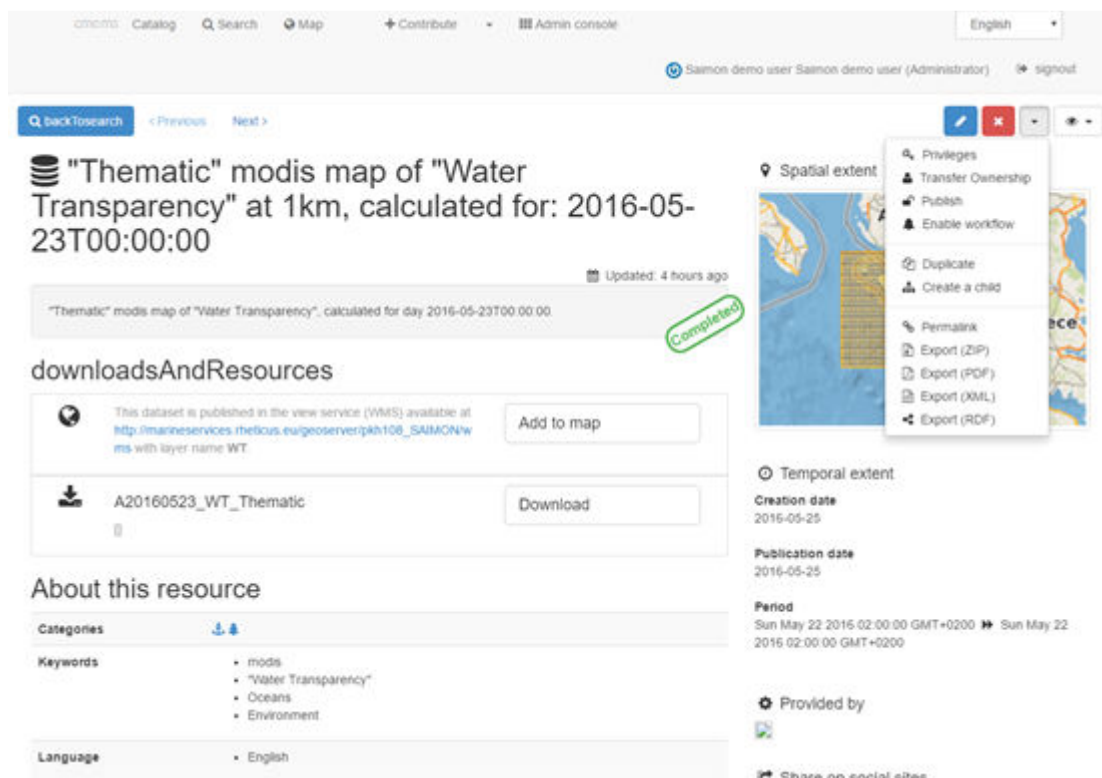 cmcms Catalog Search Map Contribute Admin console English
Saimon demo user Saimon demo user (Administrator) signout
backTosearch < Previous Next >
"Thematic" modis map of "Water
Transparency" at 1km, calculated for: 2016-05-
23T00:00:00
Updated: 4 hours ago
"Thematic" modis map of "Water Transparency", calculated for day 2016-05-23T00:00:00.
Completed
downloadsAndResources
This dataset is published in the view service (WMS) available at
http://marineservices.rheticus.eu/geoserver/pkh108_SAIMON/w
ms with layer name WT.
Add to map
A20160523_WT_Thematic
Download
About this resource
Categories
Keywords
• modis
• "Water Transparency"
• Oceans
• Environment
Language
• English
Privileges
Transfer Ownership
Publish
Enable workflow
Duplicate
Create a child
Permalink
Export (ZIP)
Export (PDF)
Export (XML)
Export (RDF)
Spatial extent
ece
Temporal extent
Creation date
2016-05-25
Publication date
2016-05-25
Period
Sun May 22 2016 02:00:00 GMT+0200 Sun May 22
2016 02:00:00 GMT+0200
Provided by
Share on social sites